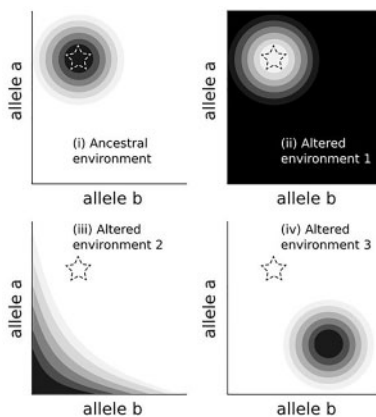 allele a
(i) Ancestral
environment
allele b
allele a
(ii) Altered
environment 1
allele b
allele a
(iii) Altered
environment 2
allele b
allele a
(iv) Altered
environment 3
allele b